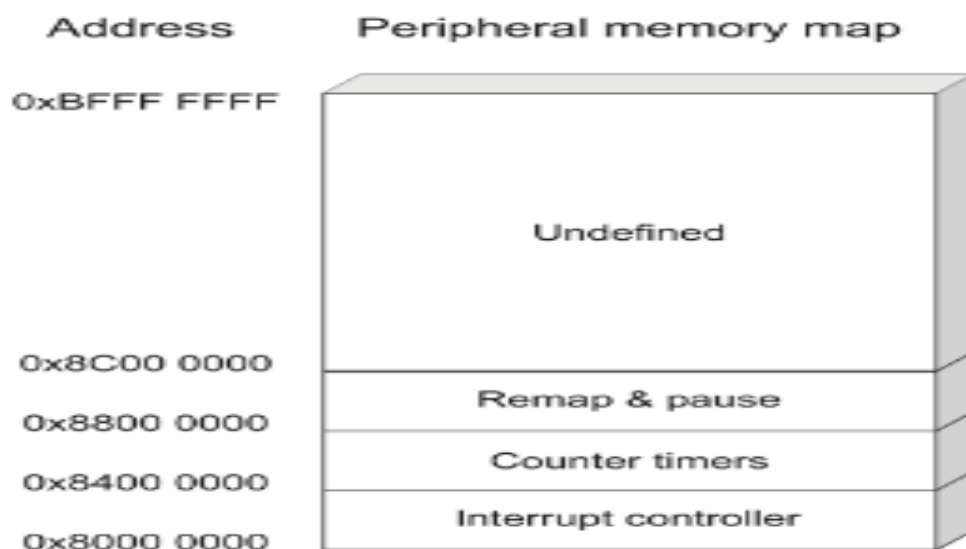 Address Peripheral memory map
0xBFFF FFFF
Undefined
0x8C00 0000
Remap & pause
0x8800 0000
Counter timers
0x8400 0000
Interrupt controller
0x8000 0000